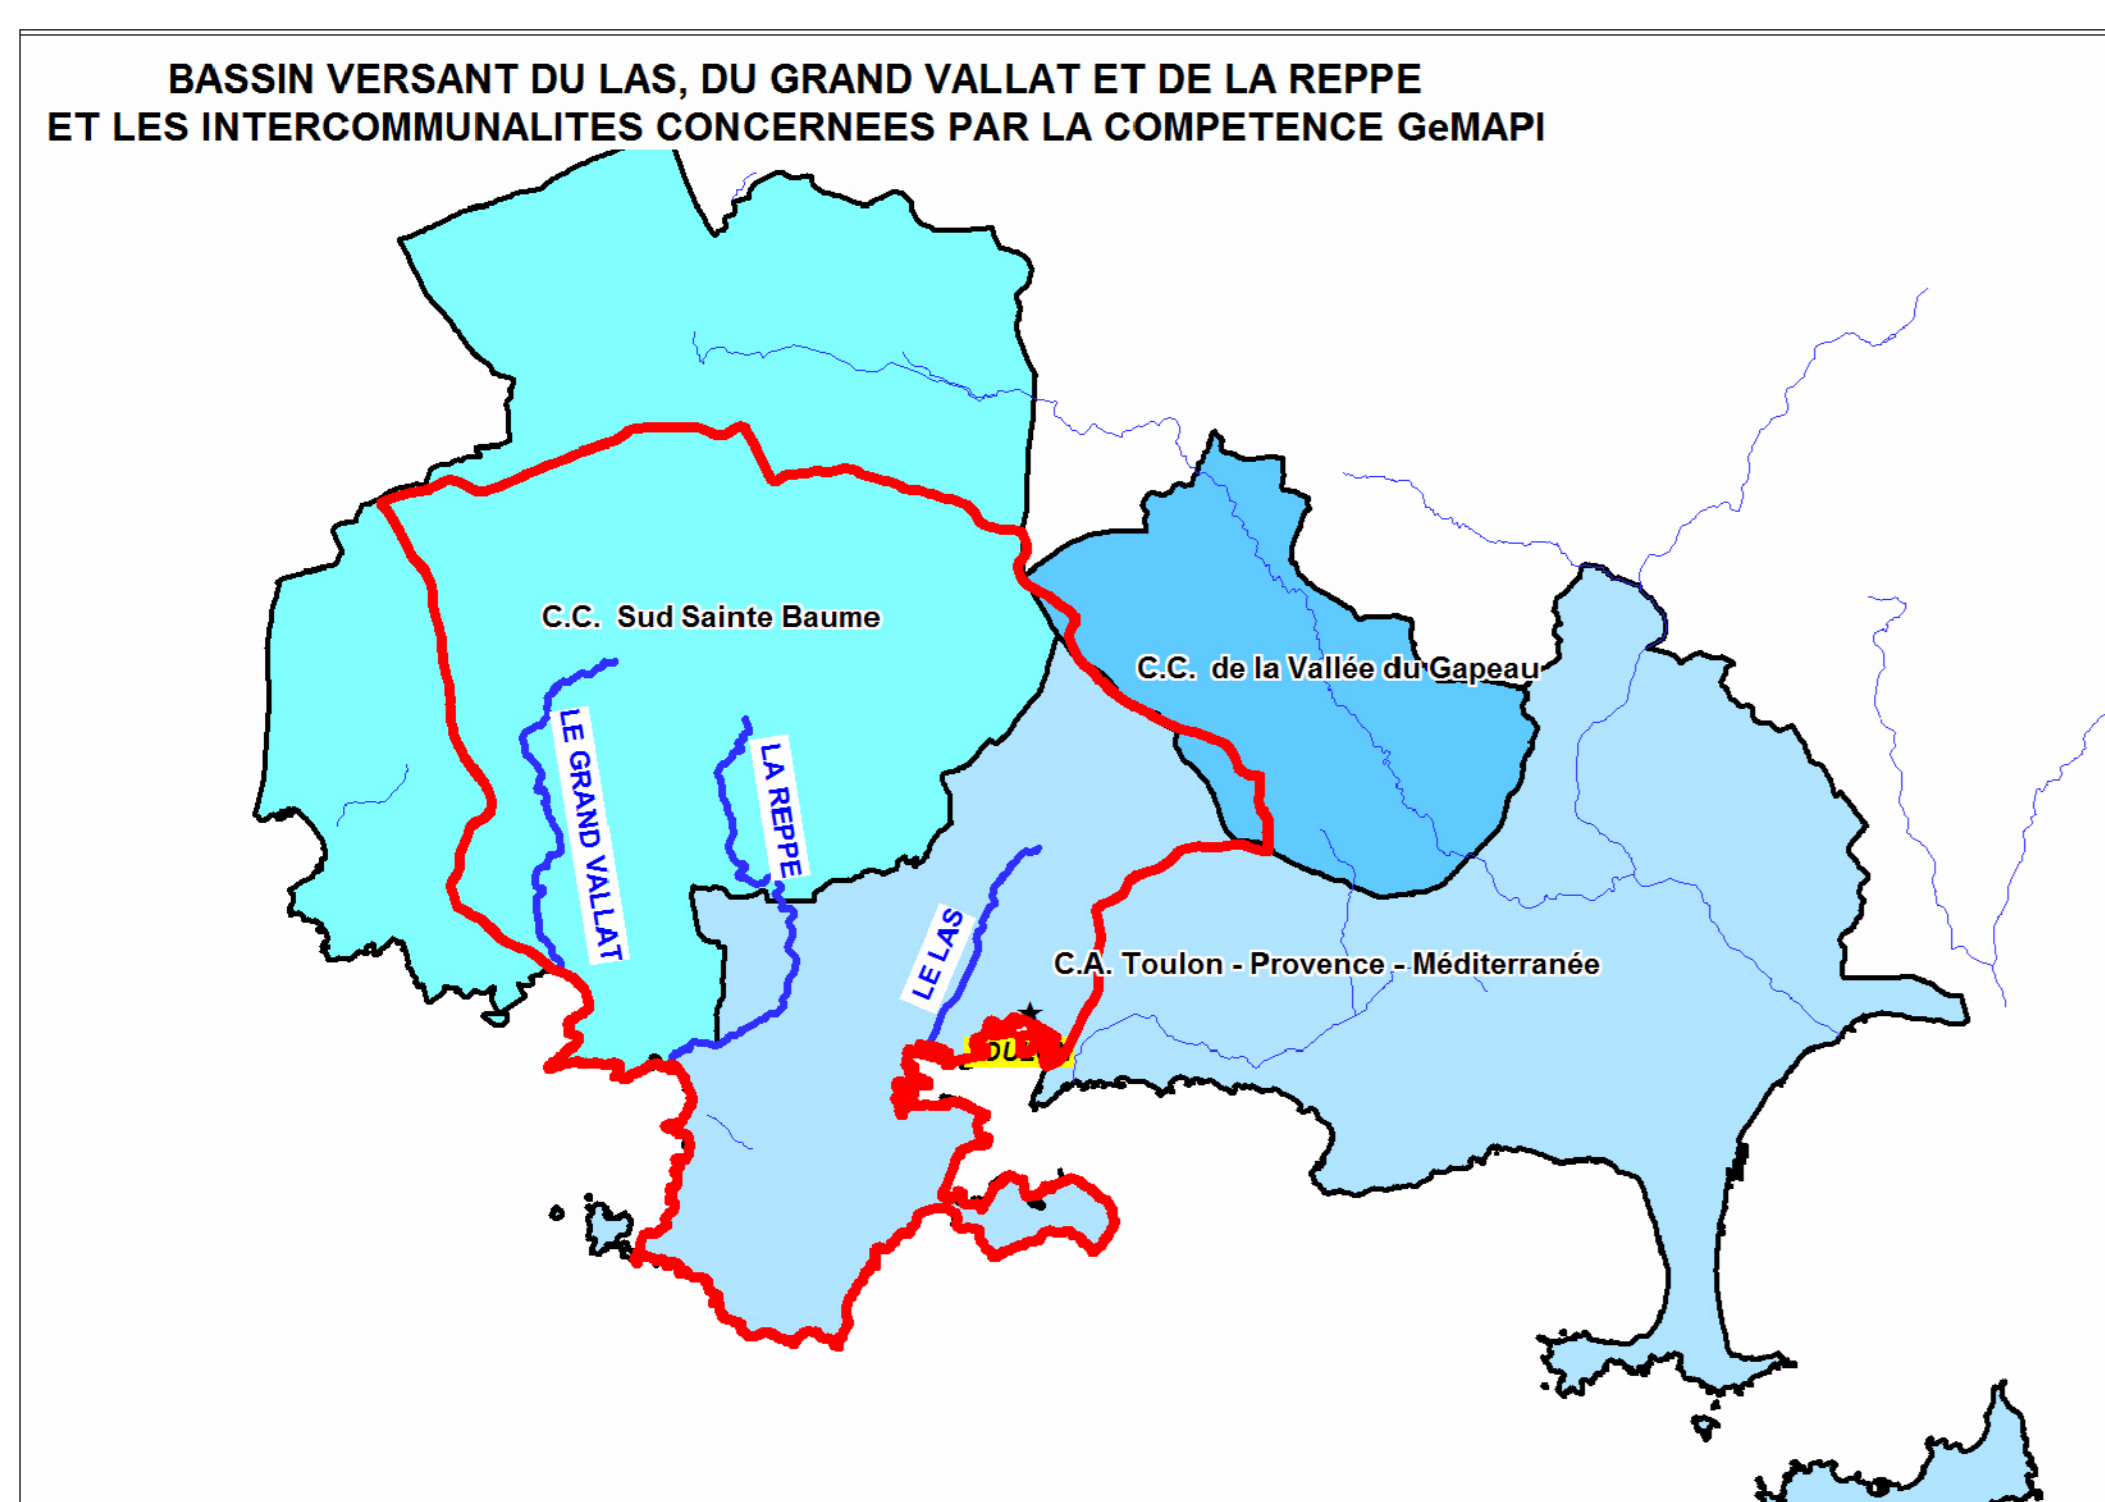 BASSIN VERSANT DU LAS, DU GRAND VALLAT ET DE LA REPPE
ET LES INTERCOMMUNALITES CONCERNEES PAR LA COMPETENCE GeMAPI
C.C. Sud Sainte Baume
C.C. de la Vallée du Gapeau
LE GRAND VALLAT
LA REPPE
LE LAS
C.A. Toulon - Provence - Méditerranée